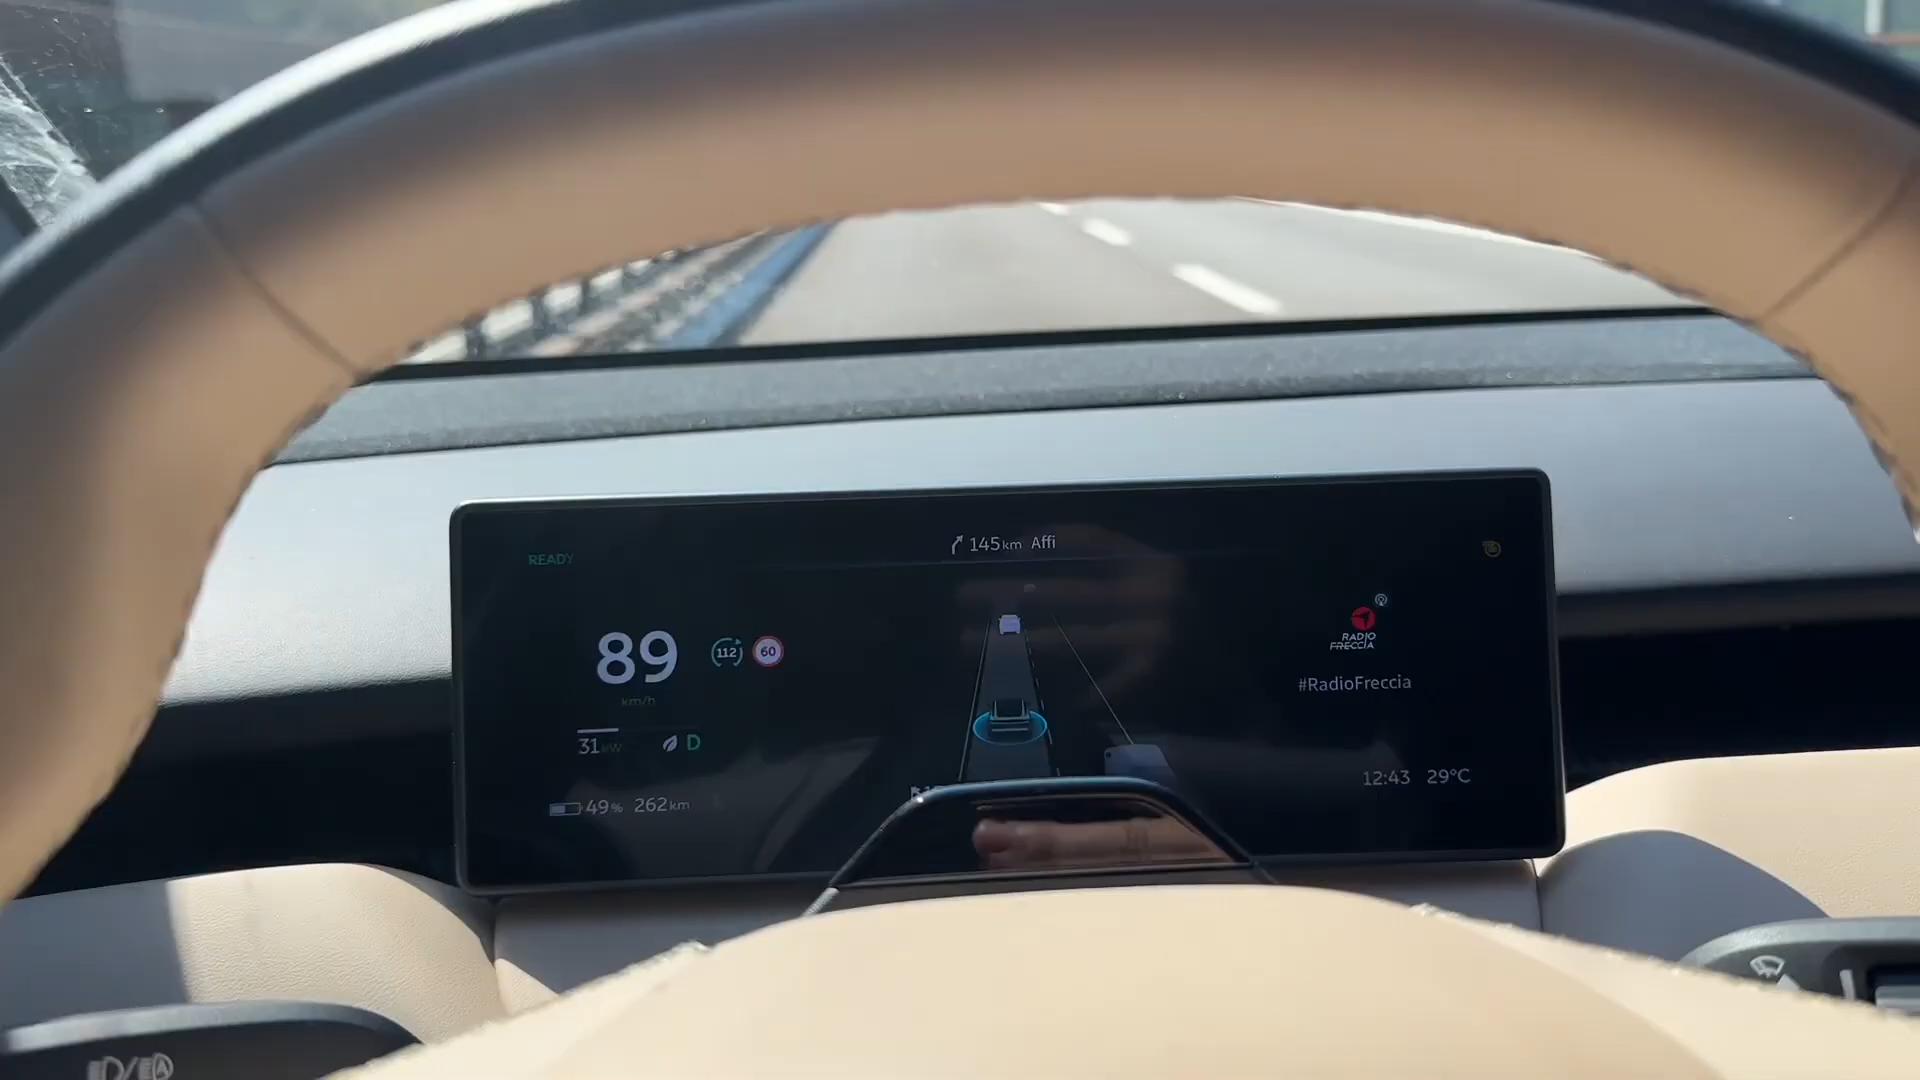 145km Affi
READY
89
km/h
112
60
31kW
D
49% 262km
RADIO
FRECCIA
#RadioFreccia
12:43 29°C